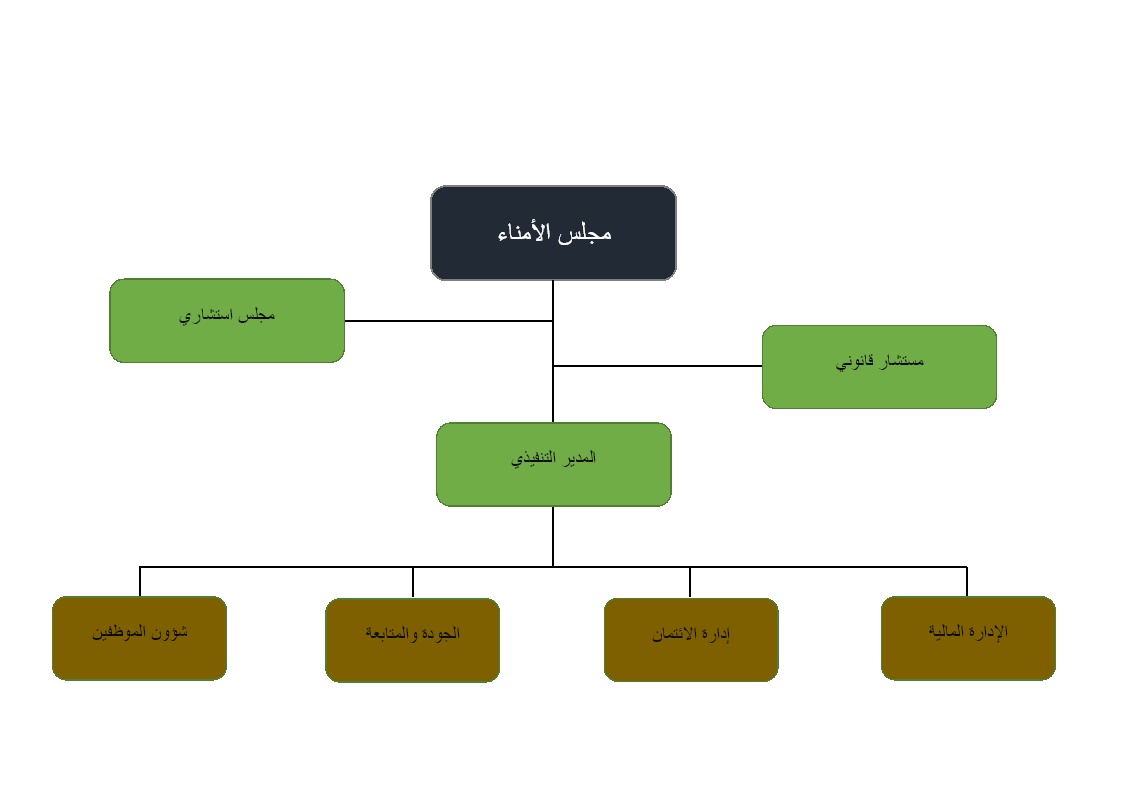 مجلس الأمناء
مجلس استشاري
مستشار قانوني
المدير التنفيذي
الإدارة المالية
إدارة الائتمان
الجودة والمتابعة
شؤون الموظفين